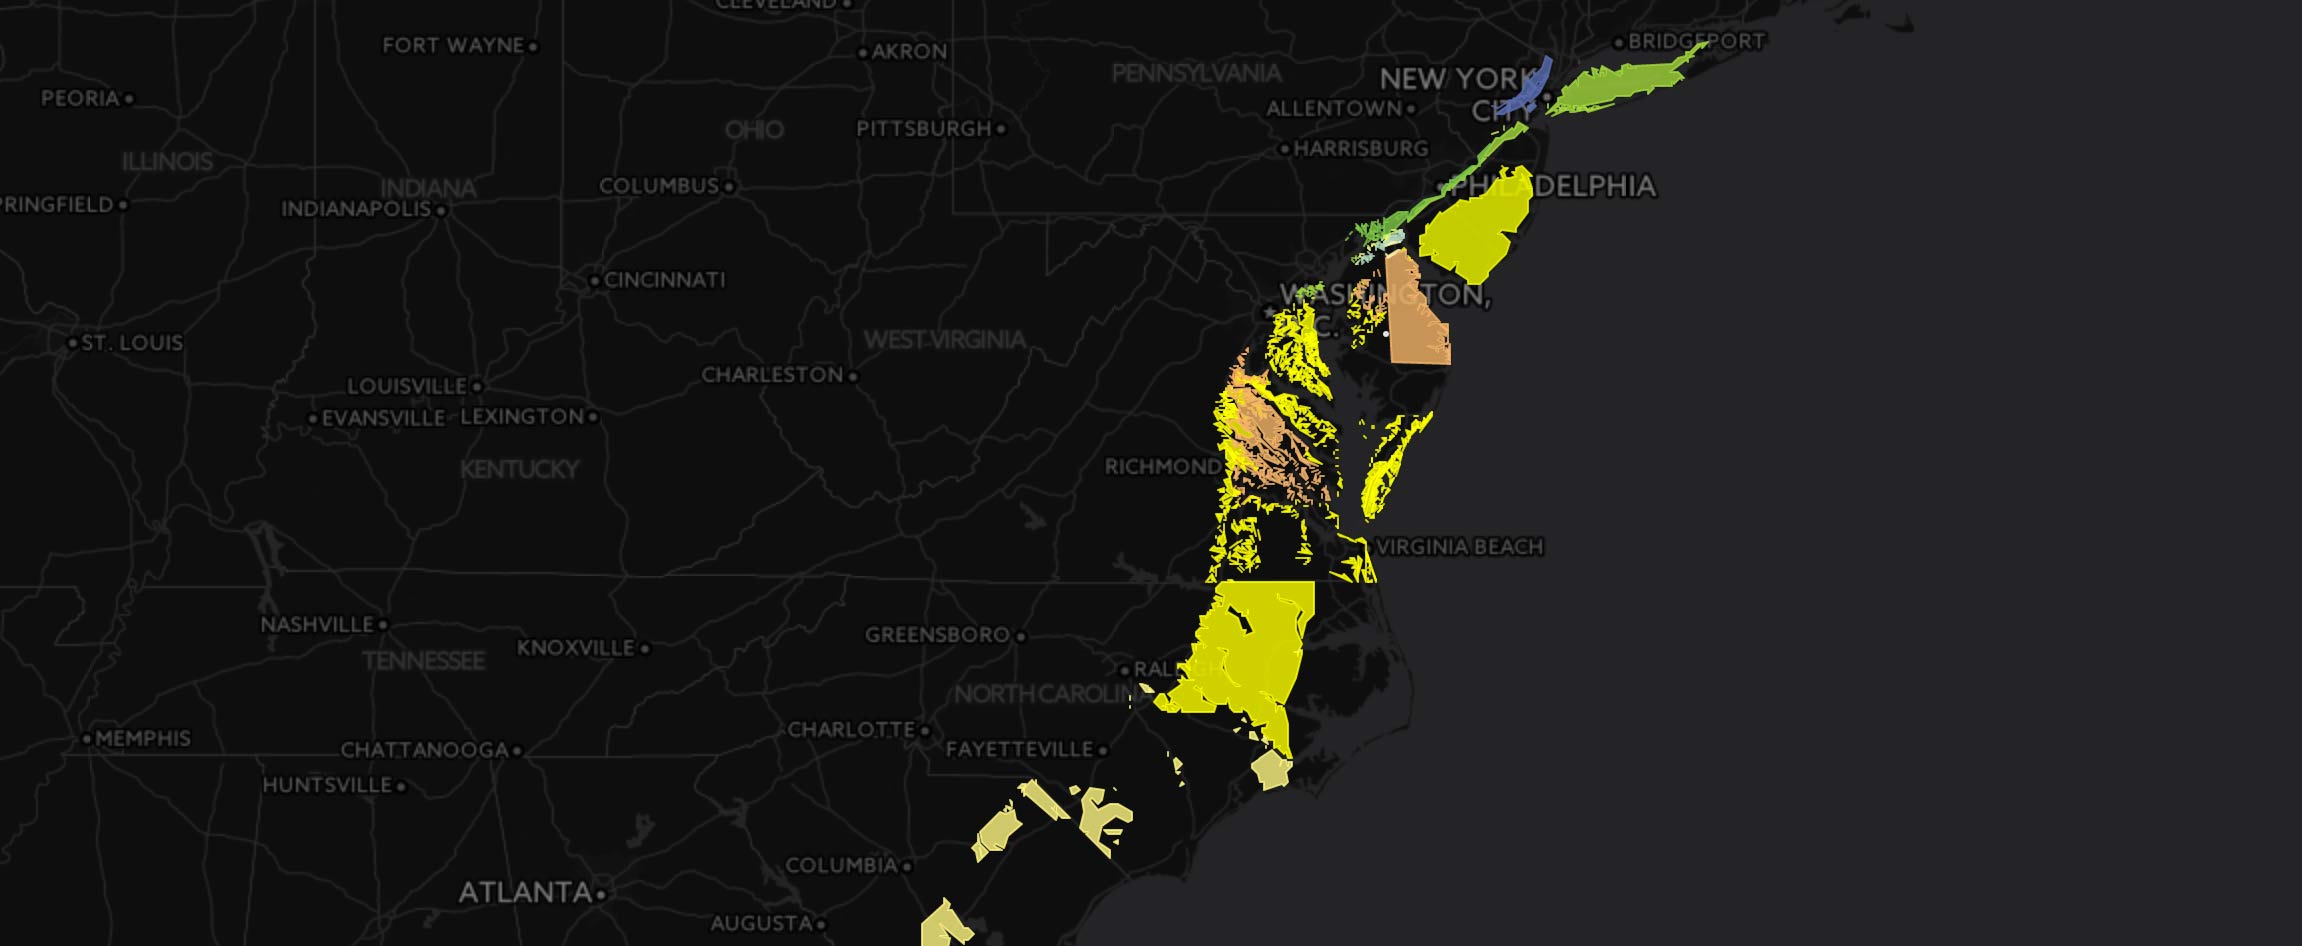 CLEVELAND
FORT WAYNE
AKRON
BRIDGEPORT
PENNSYLVANIA
NEW YORK
CITY
PEORIA
ALLENTOWN
OHIO
PITTSBURGH
HARRISBURG
ILLINOIS
INDIANA
COLUMBUS
PHILADELPHIA
RINGFIELD
INDIANAPOLIS
CINCINNATI
WASHINGTON,
C.
ST. LOUIS
WEST VIRGINIA
CHARLESTON
LOUISVILLE
EVANSVILLE
LEXINGTON
KENTUCKY
RICHMOND
VIRGINIA BEACH
NASHVILLE
GREENSBORO
KNOXVILLE
TENNESSEE
RALEIGH
NORTH CAROLINA
MEMPHIS
CHARLOTTE
CHATTANOOGA
FAYETTEVILLE
HUNTSVILLE
COLUMBIA
ATLANTA
AUGUSTA